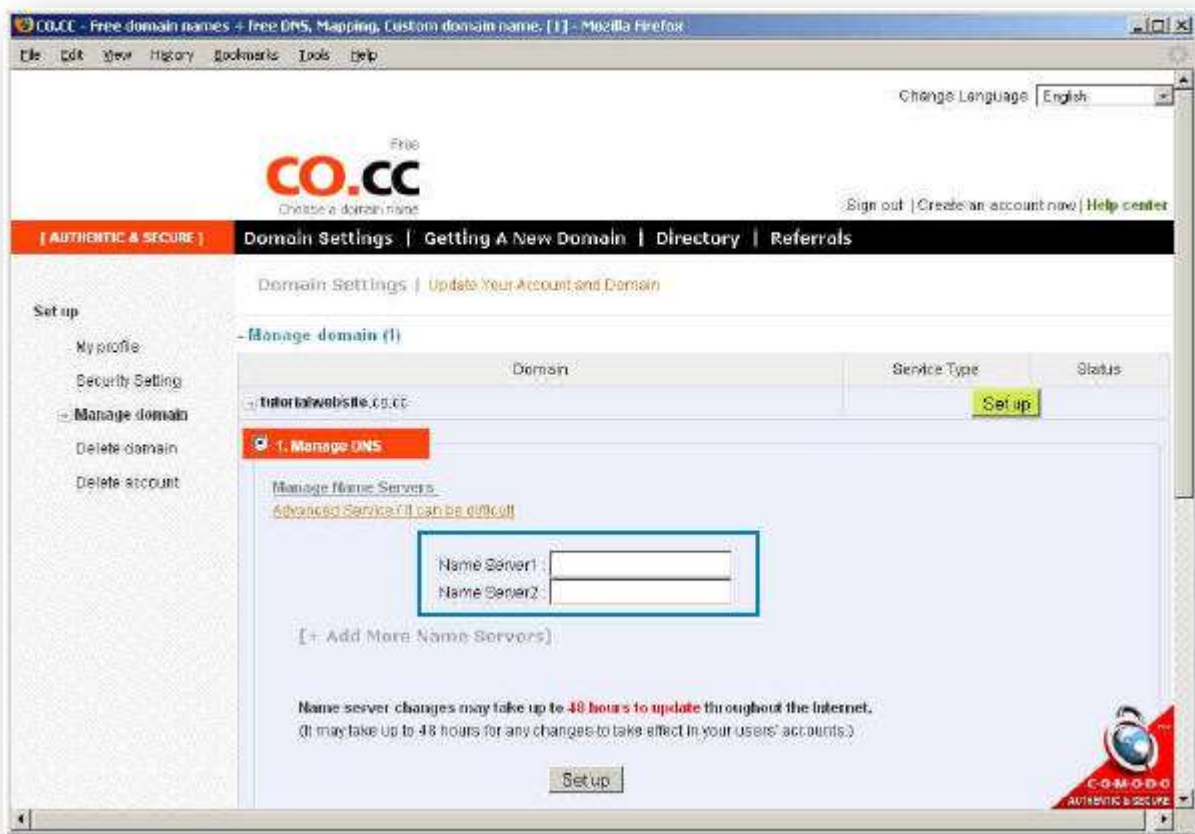 CO.CC - Free domain names + free DNS, Mapping, Custom domain name. [1] - Mozilla Firefox
File Edit View History Bookmarks Tools Help
Change Language English
Free
CO.CC
Choose a domain name
Sign out | Create an account now | Help center
[ AUTHENTIC & SECURE ]
Domain Settings | Getting A New Domain | Directory | Referrals
Domain Settings | Update Your Account and Domain
Set up
My profile
Security Setting
- Manage domain
Delete domain
Delete account
- Manage domain (1)
Domain Service Type Status
- tutorialwebsite.co.cc Set up
1. Manage DNS
Manage Name Servers
Advanced Service / It can be difficult
Name Server1 :
Name Server2 :
[+ Add More Name Servers]
Name server changes may take up to 48 hours to update throughout the Internet.
(It may take up to 48 hours for any changes to take effect in your users' accounts.)
Set up
C·O·M·O·D·O
AUTHENTIC & SECURE